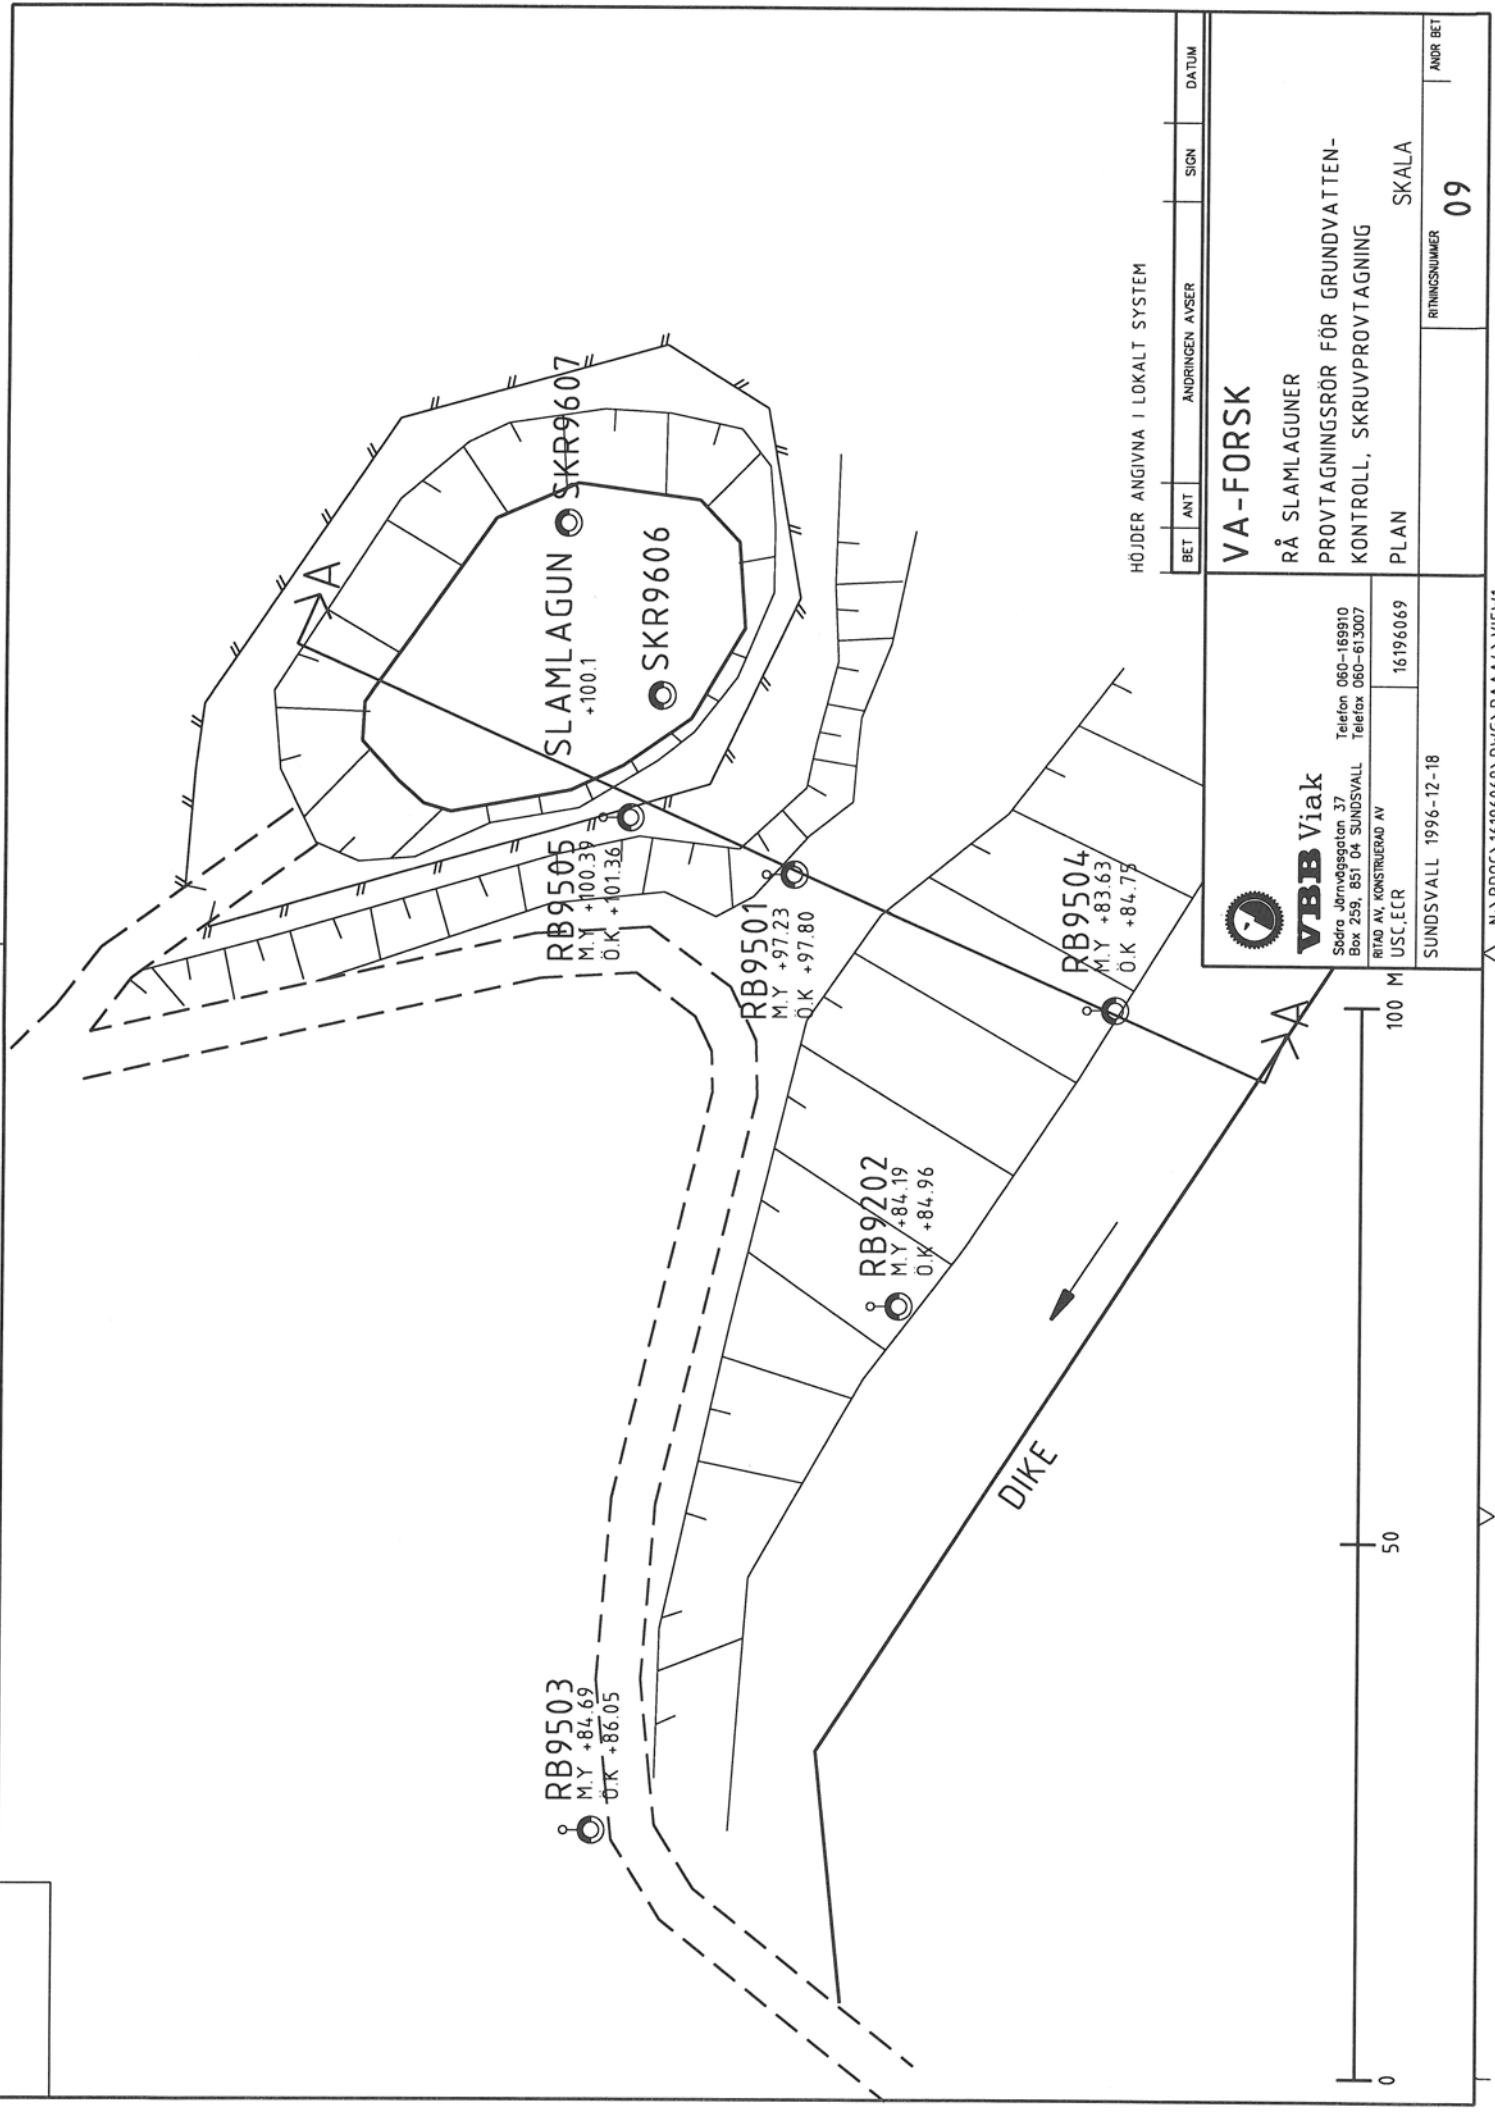 A
SLAMLAGUN
+100.1
SKR9607
SKR9606
RB9505
M.Y +100.39
Ö.K +101.36
RB9501
M.Y +97.23
Ö.K +97.80
RB9504
M.Y +83.63
Ö.K +84.75
RB9202
M.Y +84.19
Ö.K +84.96
RB9503
M.Y +84.69
Ö.K +86.05
A
DIKE
0
50
100 M
HÖJDER ANGIVNA I LOKALT SYSTEM
BET ANT ÄNDRINGEN AVSER SIGN DATUM
VBB Viak
Södra Järnvägsgatan 37 Telefon 060-169910
Box 259, 851 04 SUNDSVALL Telefax 060-613007
RITAD AV, KONSTRUERAD AV
USC,ECR 16196069
SUNDSVALL 1996-12-18
VA-FORSK
RÅ SLAMLAGUNER
PROVTAGNINGSRÖR FÖR GRUNDVATTEN-
KONTROLL, SKRUVPROVTAGNING
PLAN SKALA
RITNINGSNUMMER
09
ÄNDR BET